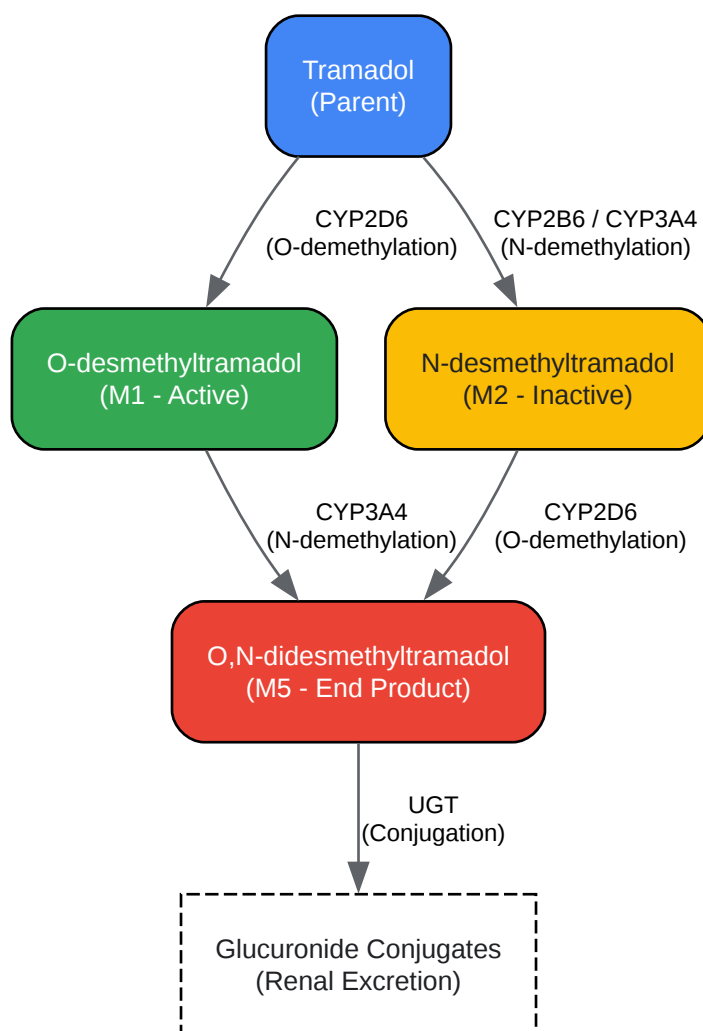 Tramadol
(Parent)
CYP2D6
(O-demethylation)
CYP2B6 / CYP3A4
(N-demethylation)
O-desmethyltramadol
(M1 - Active)
N-desmethyltramadol
(M2 - Inactive)
CYP3A4
(N-demethylation)
CYP2D6
(O-demethylation)
O,N-didesmethyltramadol
(M5 - End Product)
UGT
(Conjugation)
Glucuronide Conjugates
(Renal Excretion)